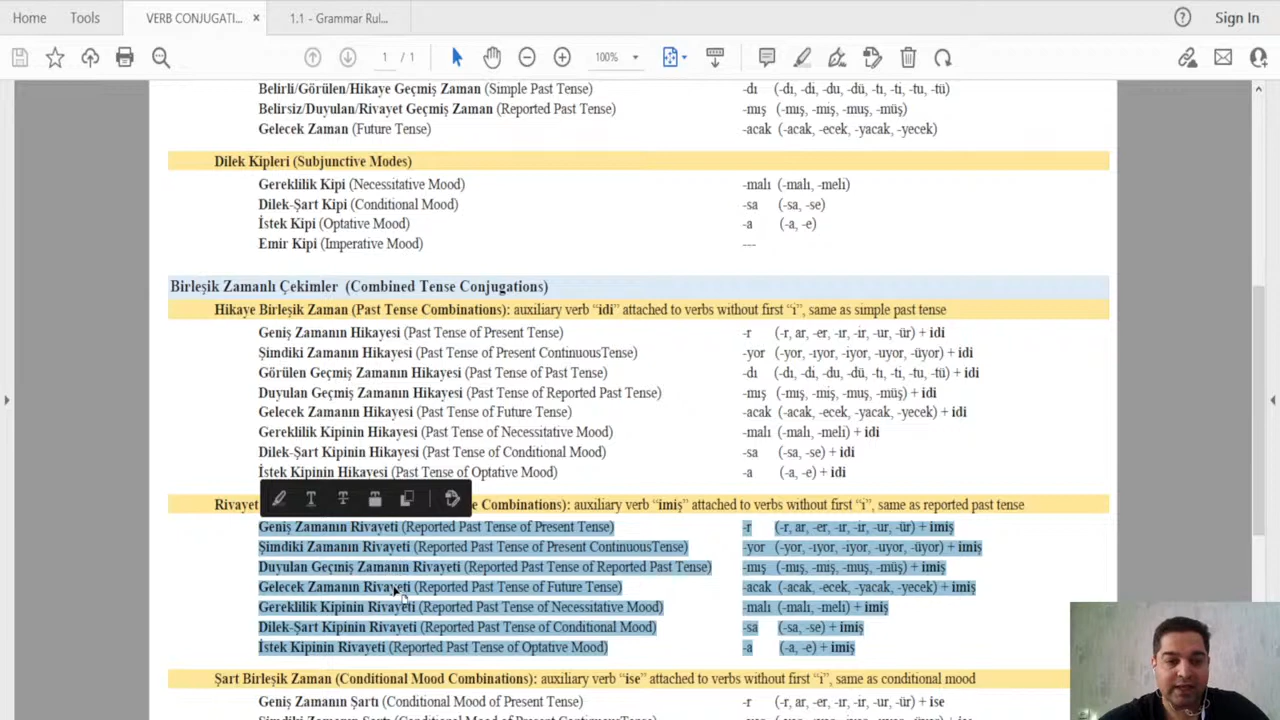 Home Tools VERB CONJUGATI... × 1.1 - Grammar Rul... Sign In
1 / 1 100%
Belirli/Görülen/Hikaye Geçmiş Zaman (Simple Past Tense) -dı (-dı, -di, -du, -dü, -tı, -ti, -tu, -tü)
Belirsiz/Duyulan/Rivayet Geçmiş Zaman (Reported Past Tense) -mış (-mış, -miş, -muş, -müş)
Gelecek Zaman (Future Tense) -acak (-acak, -ecek, -yacak, -yecek)
Dilek Kipleri (Subjunctive Modes)
Gereklilik Kipi (Necessitative Mood) -malı (-malı, -meli)
Dilek-Şart Kipi (Conditional Mood) -sa (-sa, -se)
İstek Kipi (Optative Mood) -a (-a, -e)
Emir Kipi (Imperative Mood) ---
Birleşik Zamanlı Çekimler (Combined Tense Conjugations)
Hikaye Birleşik Zaman (Past Tense Combinations): auxiliary verb “idi” attached to verbs without first “i”, same as simple past tense
Geniş Zamanın Hikayesi (Past Tense of Present Tense) -r (-r, ar, -er, -ır, -ir, -ur, -ür) + idi
Şimdiki Zamanın Hikayesi (Past Tense of Present ContinuousTense) -yor (-yor, -ıyor, -iyor, -uyor, -üyor) + idi
Görülen Geçmiş Zamanın Hikayesi (Past Tense of Past Tense) -dı (-dı, -di, -du, -dü, -tı, -ti, -tu, -tü) + idi
Duyulan Geçmiş Zamanın Hikayesi (Past Tense of Reported Past Tense) -mış (-mış, -miş, -muş, -müş) + idi
Gelecek Zamanın Hikayesi (Past Tense of Future Tense) -acak (-acak, -ecek, -yacak, -yecek) + idi
Gereklilik Kipinin Hikayesi (Past Tense of Necessitative Mood) -malı (-malı, -meli) + idi
Dilek-Şart Kipinin Hikayesi (Past Tense of Conditional Mood) -sa (-sa, -se) + idi
İstek Kipinin Hikayesi (Past Tense of Optative Mood) -a (-a, -e) + idi
Rivayet e Combinations): auxiliary verb “imiş” attached to verbs without first “i”, same as reported past tense
Geniş Zamanın Rivayeti (Reported Past Tense of Present Tense) -r (-r, ar, -er, -ır, -ir, -ur, -ür) + imiş
Şimdiki Zamanın Rivayeti (Reported Past Tense of Present ContinuousTense) -yor (-yor, -ıyor, -iyor, -uyor, -üyor) + imiş
Duyulan Geçmiş Zamanın Rivayeti (Reported Past Tense of Reported Past Tense) -mış (-mış, -miş, -muş, -müş) + imiş
Gelecek Zamanın Rivayeti (Reported Past Tense of Future Tense) -acak (-acak, -ecek, -yacak, -yecek) + imiş
Gereklilik Kipinin Rivayeti (Reported Past Tense of Necessitative Mood) -malı (-malı, -meli) + imiş
Dilek-Şart Kipinin Rivayeti (Reported Past Tense of Conditional Mood) -sa (-sa, -se) + imiş
İstek Kipinin Rivayeti (Reported Past Tense of Optative Mood) -a (-a, -e) + imiş
Şart Birleşik Zaman (Conditional Mood Combinations): auxiliary verb “ise” attached to verbs without first “i”, same as conditional mood
Geniş Zamanın Şartı (Conditional Mood of Present Tense) -r (-r, ar, -er, -ır, -ir, -ur, -ür) + ise